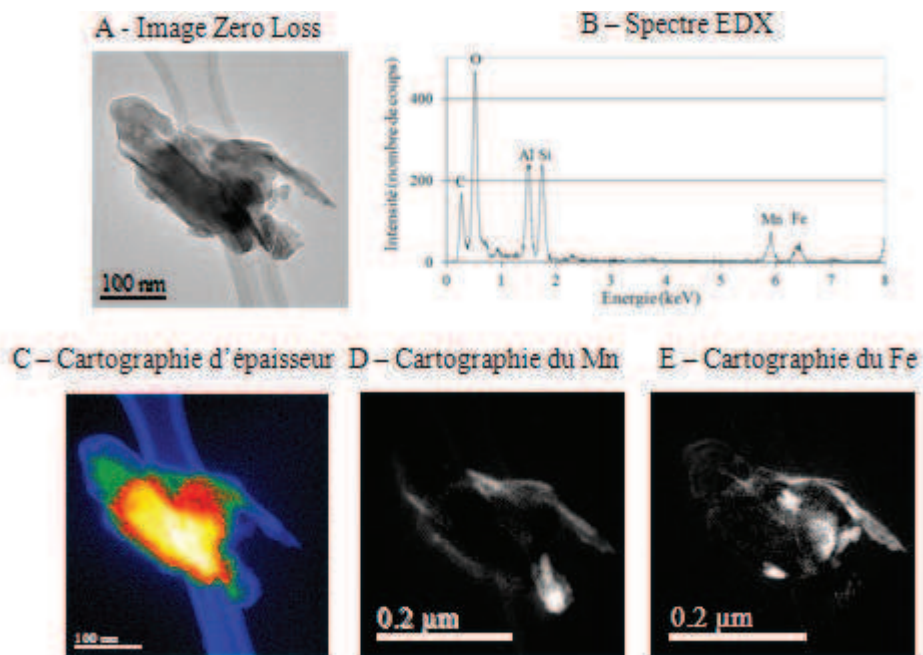 A - Image Zero Loss
B – Spectre EDX
100 nm
Intensité (nombre de coups)
400
200
0
C
O
Al
Si
Mn
Fe
0 1 2 3 4 5 6 7 8
Energie (keV)
C – Cartographie d'épaisseur
D – Cartographie du Mn
E – Cartographie du Fe
100 nm
0.2 µm
0.2 µm